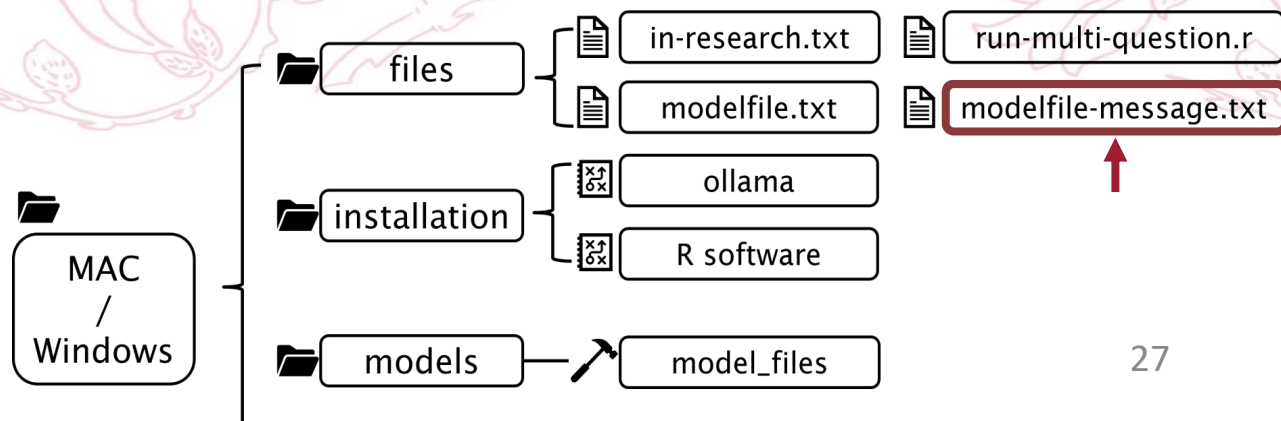 files
in-research.txt
run-multi-question.r
modelfile.txt
modelfile-message.txt
installation
ollama
R software
MAC
/
Windows
models
model_files
27